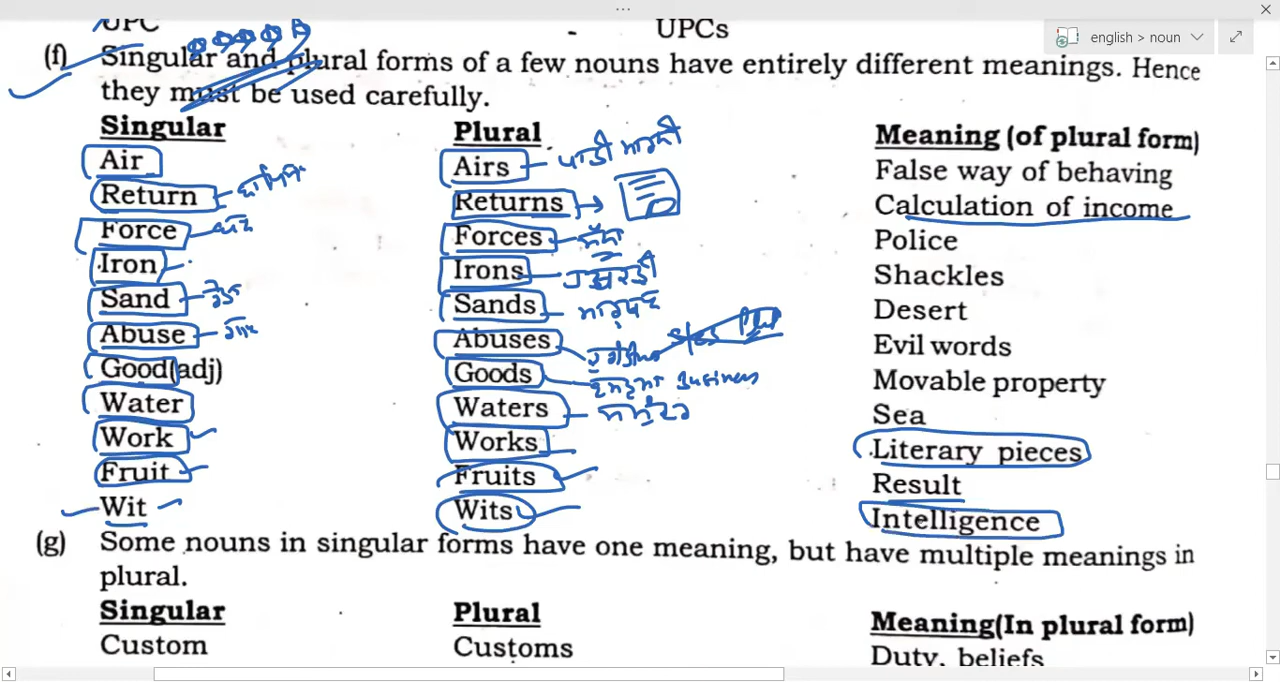 UPC - UPCs
english > noun
(f) Singular and plural forms of a few nouns have entirely different meanings. Hence
they must be used carefully.
Singular Plural Meaning (of plural form)
Air Airs False way of behaving
Return Returns Calculation of income
Force Forces Police
Iron Irons Shackles
Sand Sands Desert
Abuse Abuses Evil words
Good(adj) Goods Business Movable property
Water Waters Sea
Work Works Literary pieces
Fruit Fruits Result
Wit Wits Intelligence
(g) Some nouns in singular forms have one meaning, but have multiple meanings in
plural.
Singular Plural Meaning(In plural form)
Custom Customs Duty, beliefs